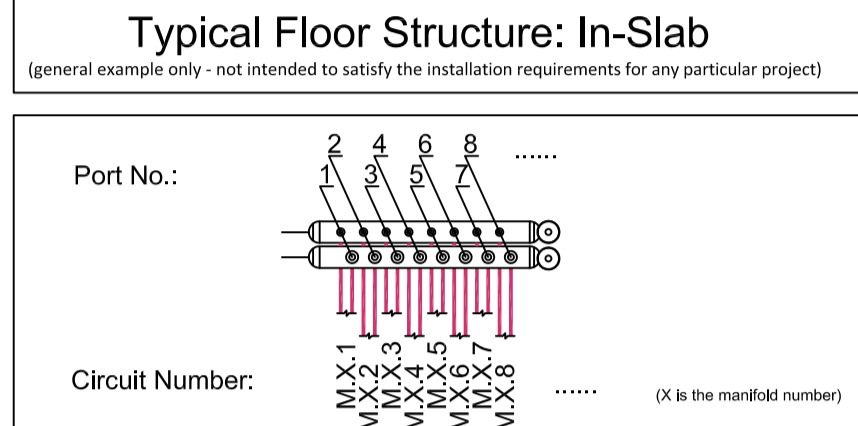 Typical Floor Structure: In-Slab
(general example only - not intended to satisfy the installation requirements for any particular project)
2 4 6 8 ......
Port No.: 1 3 5 7
M.X.1 M.X.2 M.X.3 M.X.4 M.X.5 M.X.6 M.X.7 M.X.8
Circuit Number: ...... (X is the manifold number)